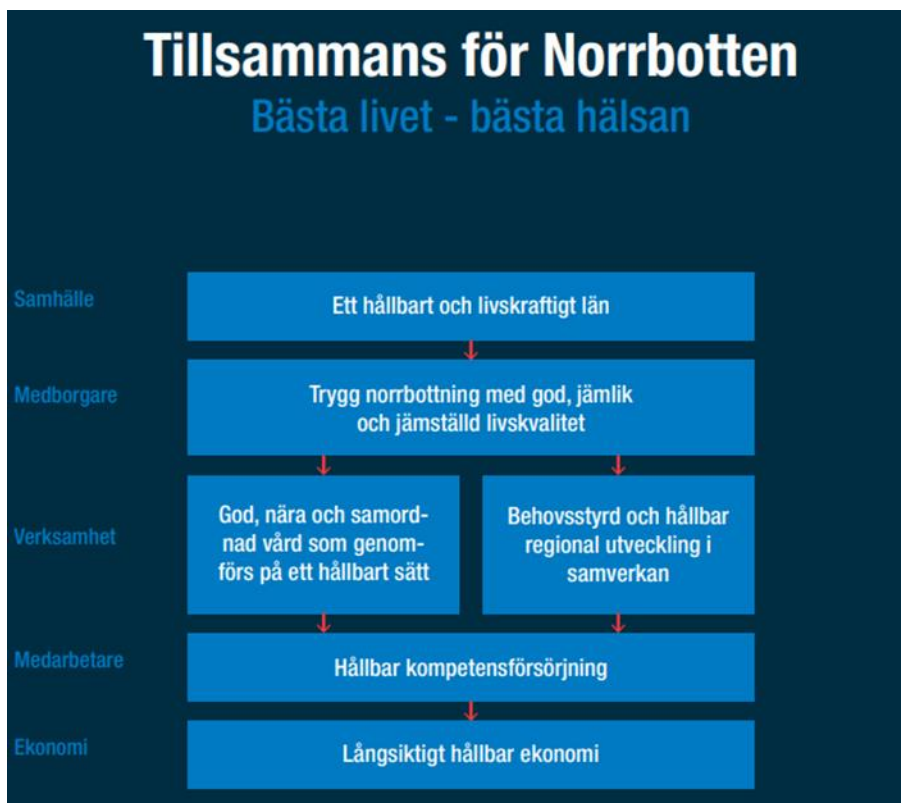 Tillsammans för Norrbotten
Bästa livet - bästa hälsan
Samhälle
Ett hållbart och livskraftigt län
Medborgare
Trygg norrbottning med god, jämlik
och jämställd livskvalitet
Verksamhet
God, nära och samord-
nad vård som genom-
förs på ett hållbart sätt
Behovsstyrd och hållbar
regional utveckling i
samverkan
Medarbetare
Hållbar kompetensförsörjning
Ekonomi
Långsiktigt hållbar ekonomi